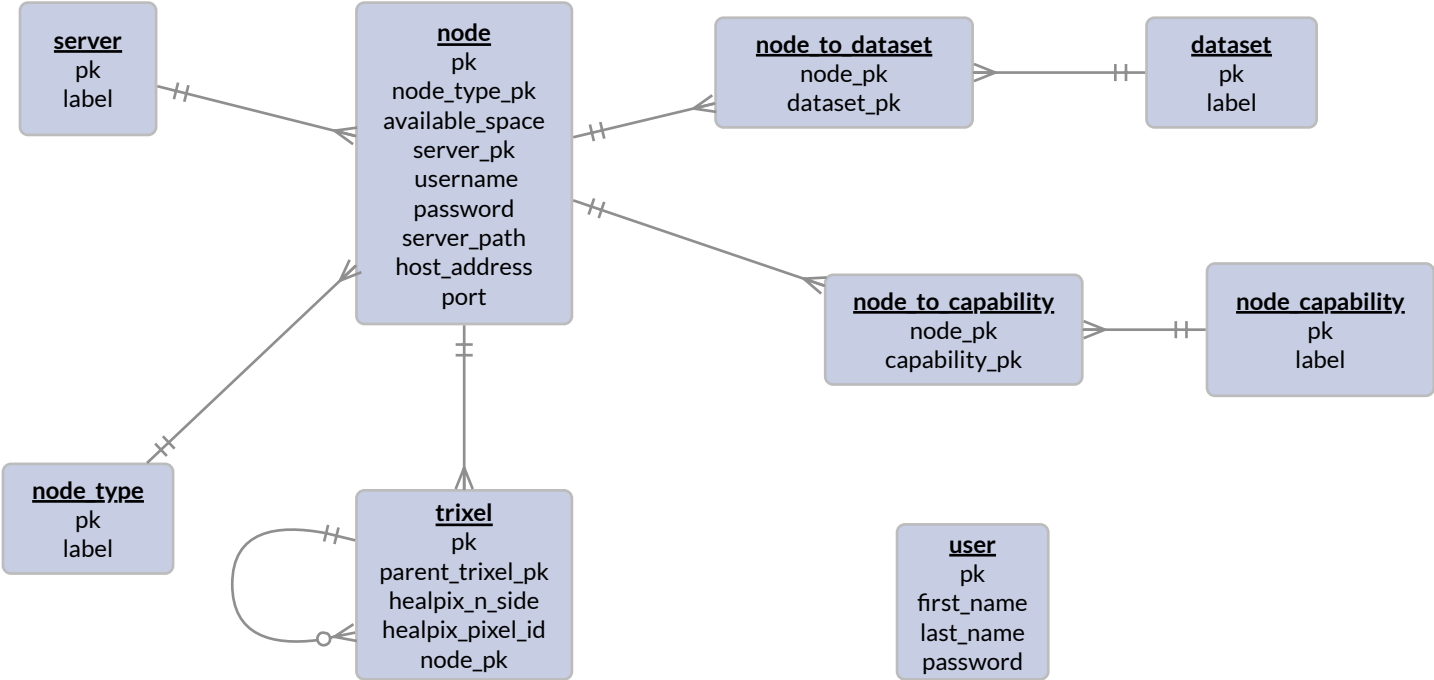 server
pk
label
node
pk
node_type_pk
available_space
server_pk
username
password
server_path
host_address
port
node_to_dataset
node_pk
dataset_pk
dataset
pk
label
node_to_capability
node_pk
capability_pk
node_capability
pk
label
node_type
pk
label
trixel
pk
parent_trixel_pk
healpix_n_side
healpix_pixel_id
node_pk
user
pk
first_name
last_name
password